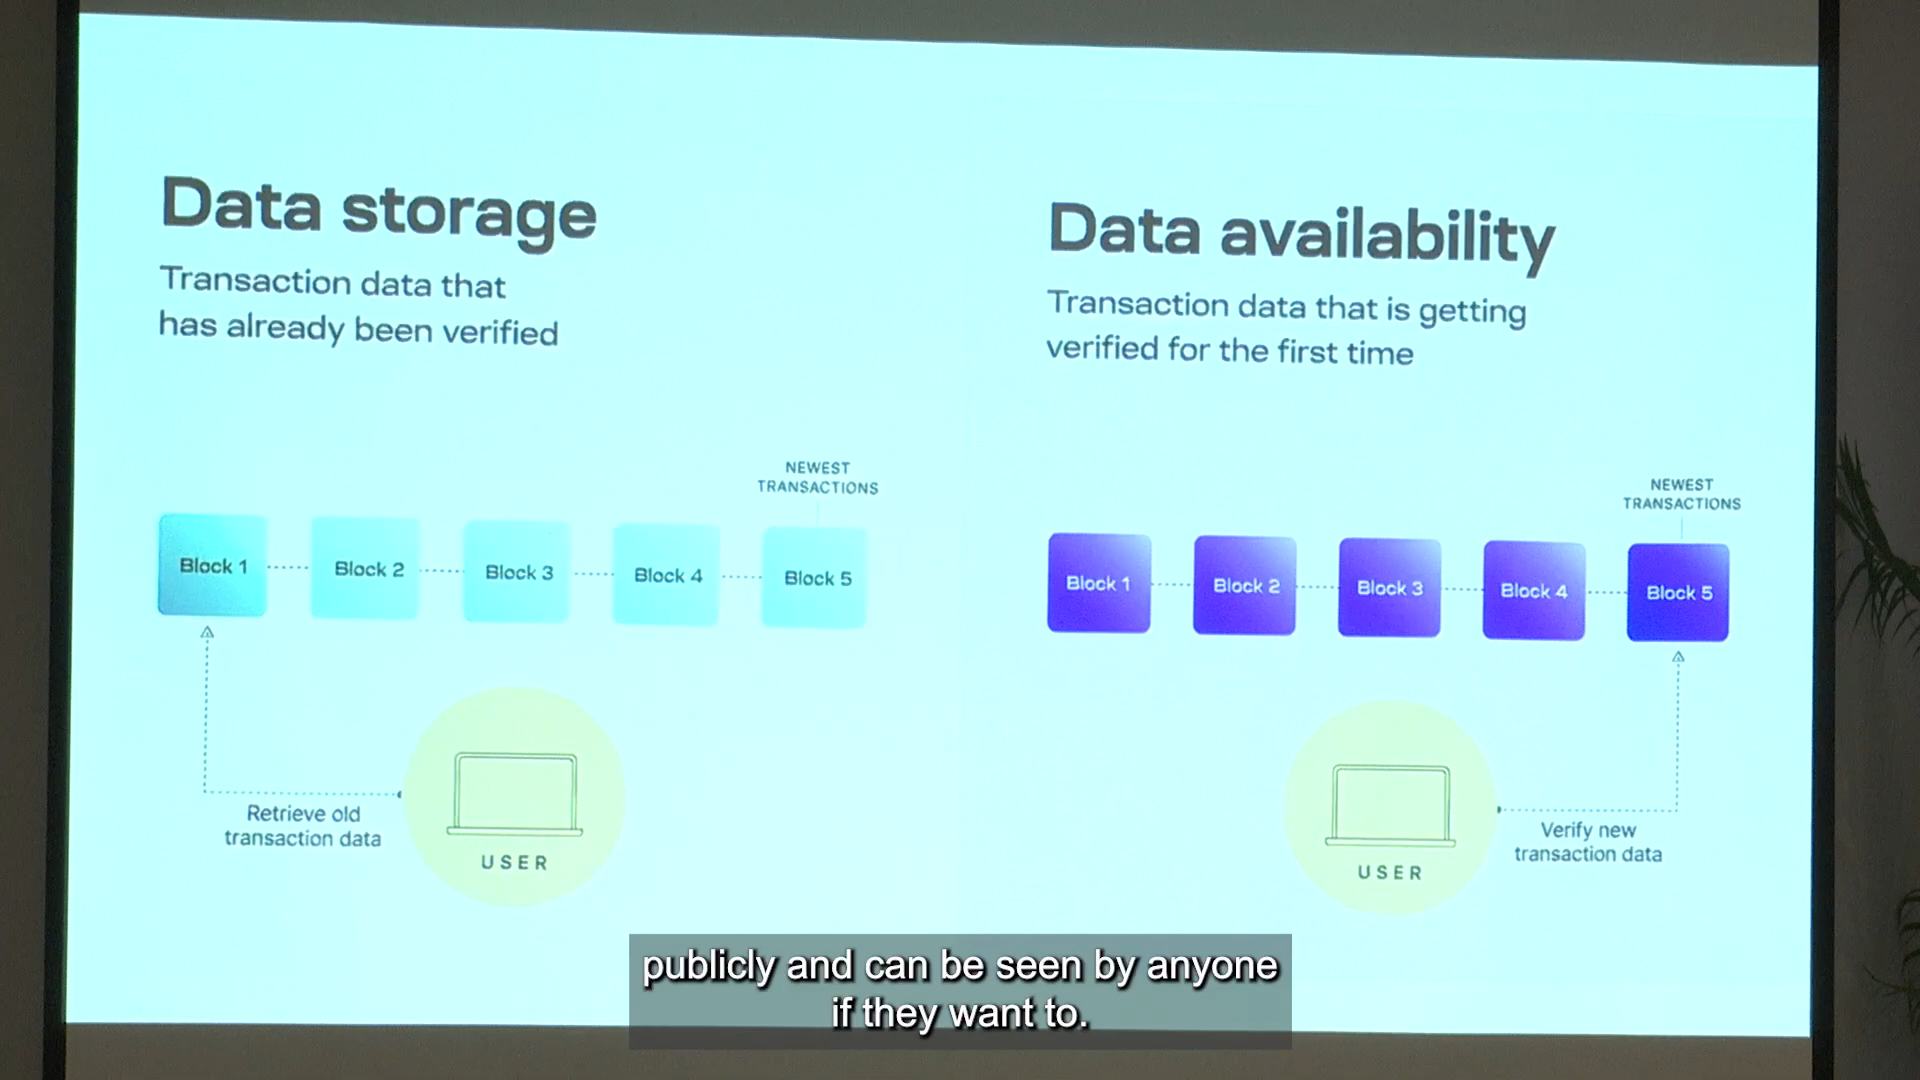 Data storage
Transaction data that
has already been verified
NEWEST
TRANSACTIONS
Block 1
Block 2
Block 3
Block 4
Block 5
Retrieve old
transaction data
USER
Data availability
Transaction data that is getting
verified for the first time
NEWEST
TRANSACTIONS
Block 1
Block 2
Block 3
Block 4
Block 5
USER
Verify new
transaction data
publicly and can be seen by anyone
if they want to.